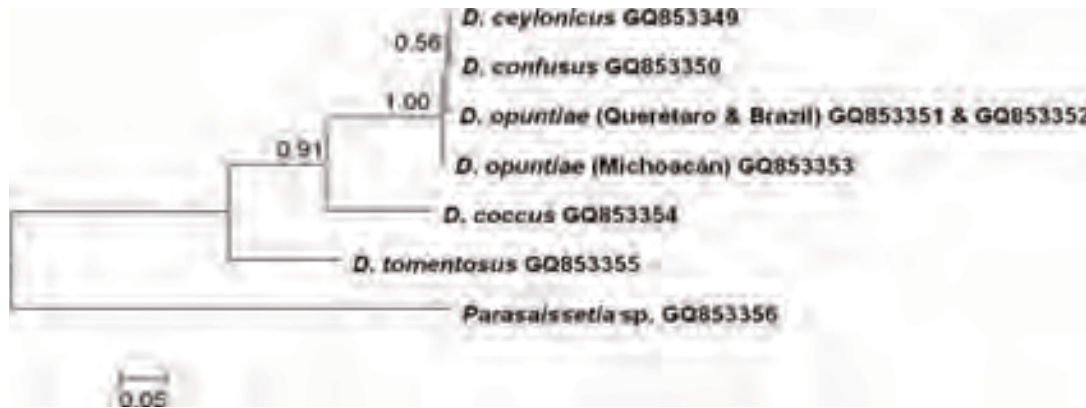 D. ceylonicus GQ853349
0.56
D. confusus GQ853350
1.00
D. opuntiae (Querétaro & Brazil) GQ853351 & GQ853352
0.91
D. opuntiae (Michoacán) GQ853353
D. coccus GQ853354
D. tomentosus GQ853355
Parasaissetia sp. GQ853356
0.05